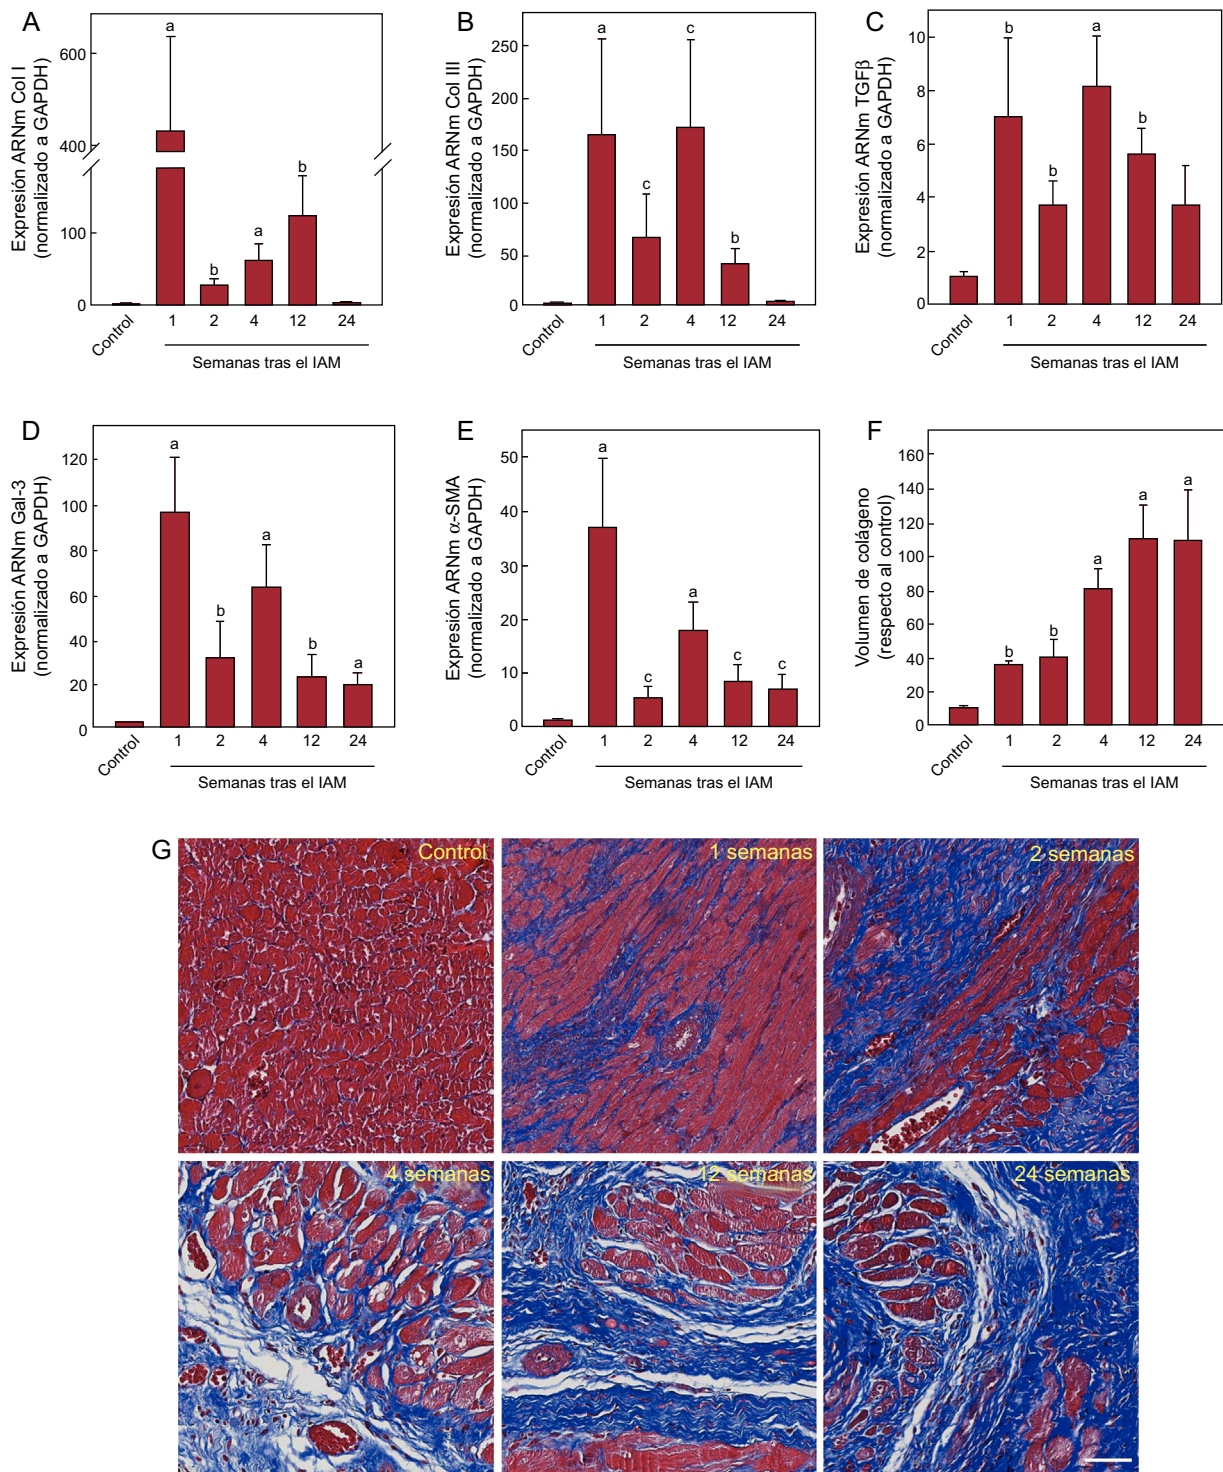 A
Expresión ARNm Col I
(normalizado a GAPDH)
600
400
100
0
a
b
a
b
Control
1
2
4
12
24
Semanas tras el IAM
B
Expresión ARNm Col III
(normalizado a GAPDH)
250
200
150
100
50
0
a
c
c
b
Control
1
2
4
12
24
Semanas tras el IAM
C
Expresión ARNm TGFβ
(normalizado a GAPDH)
10
8
6
4
2
0
b
b
a
b
Control
1
2
4
12
24
Semanas tras el IAM
D
Expresión ARNm Gal-3
(normalizado a GAPDH)
120
100
80
60
40
20
0
a
b
a
b
a
Control
1
2
4
12
24
Semanas tras el IAM
E
Expresión ARNm α-SMA
(normalizado a GAPDH)
50
40
30
20
10
0
a
c
a
c
c
Control
1
2
4
12
24
Semanas tras el IAM
F
Volumen de colágeno
(respecto al control)
160
140
120
100
80
60
40
20
0
b
b
a
a
a
Control
1
2
4
12
24
Semanas tras el IAM
G
Control
1 semanas
2 semanas
4 semanas
12 semanas
24 semanas